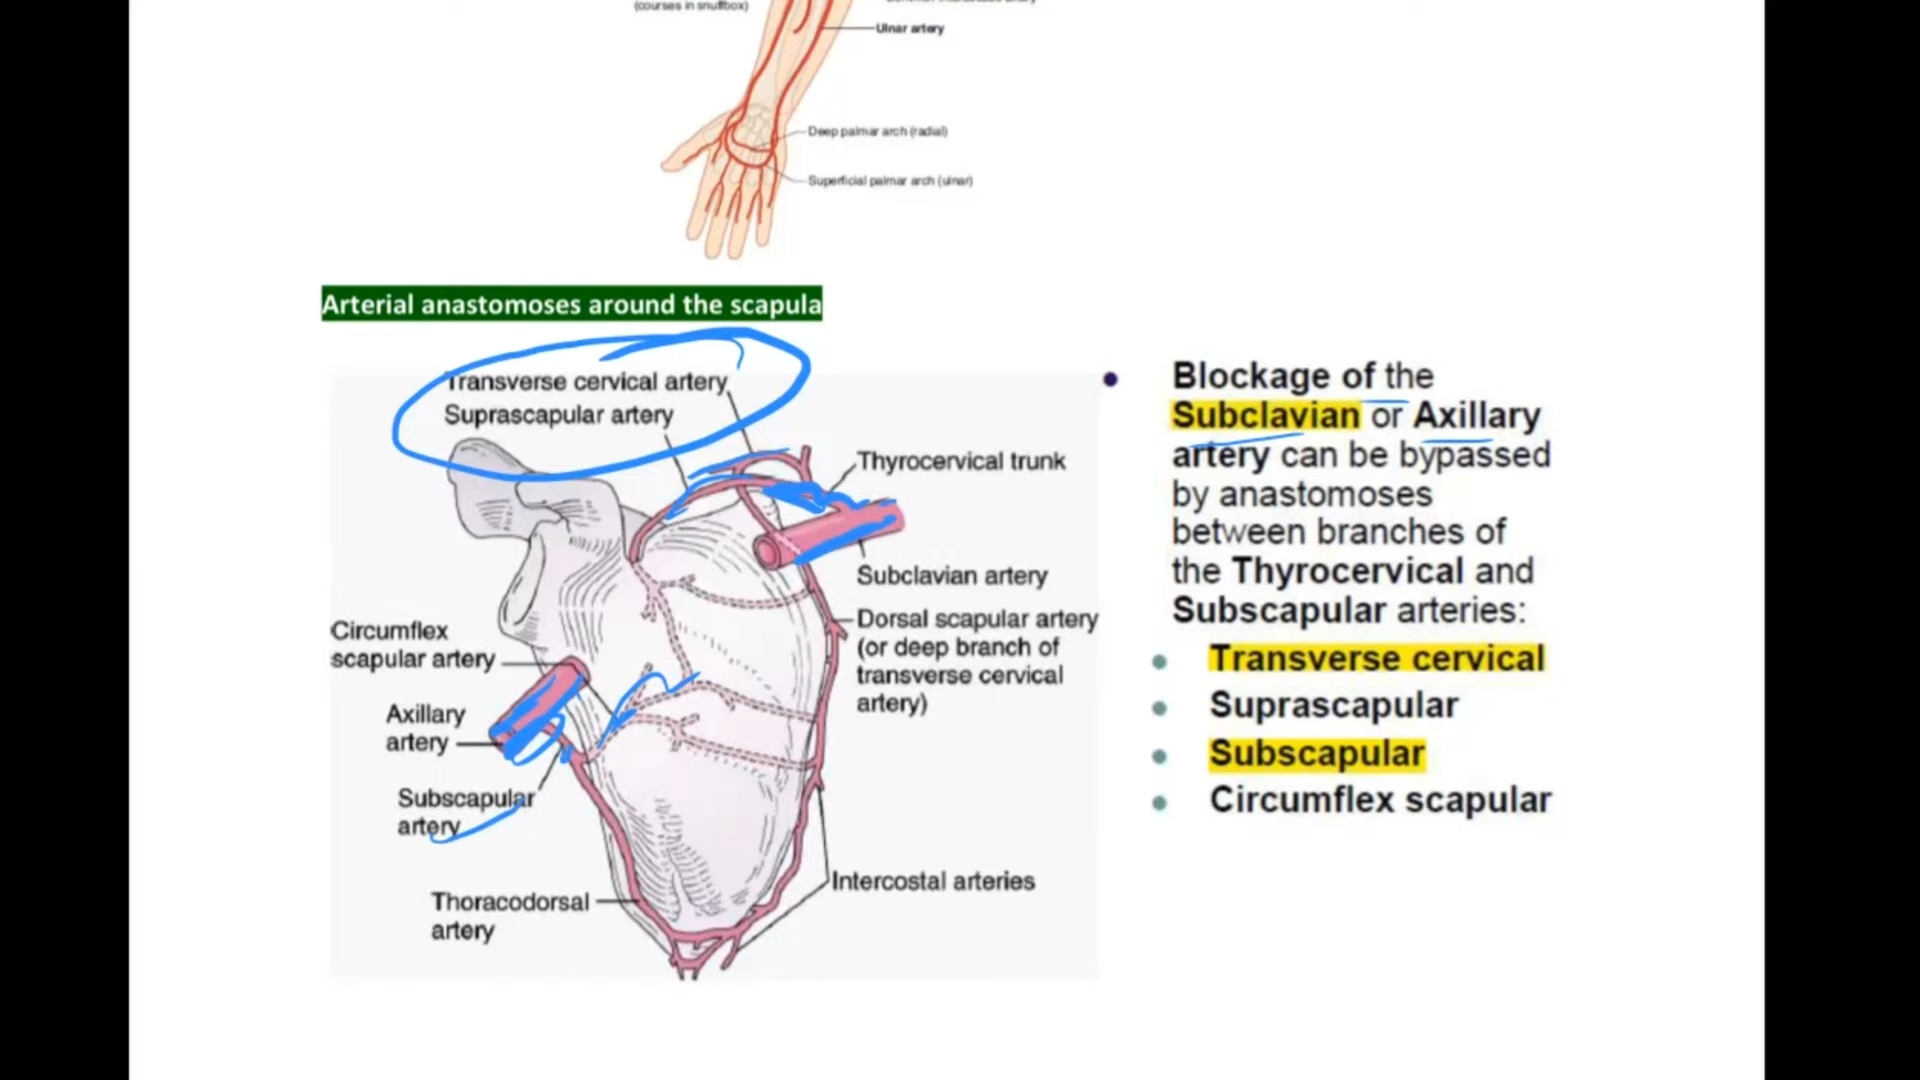 (courses in snuffbox)
Ulnar artery
Deep palmar arch (radial)
Superficial palmar arch (ulnar)
Arterial anastomoses around the scapula
Transverse cervical artery
Suprascapular artery
Thyrocervical trunk
Subclavian artery
Dorsal scapular artery
(or deep branch of
transverse cervical
artery)
Circumflex
scapular artery
Axillary
artery
Subscapular
artery
Thoracodorsal
artery
Intercostal arteries
Blockage of the
Subclavian or Axillary
artery can be bypassed
by anastomoses
between branches of
the Thyrocervical and
Subscapular arteries:
Transverse cervical
Suprascapular
Subscapular
Circumflex scapular